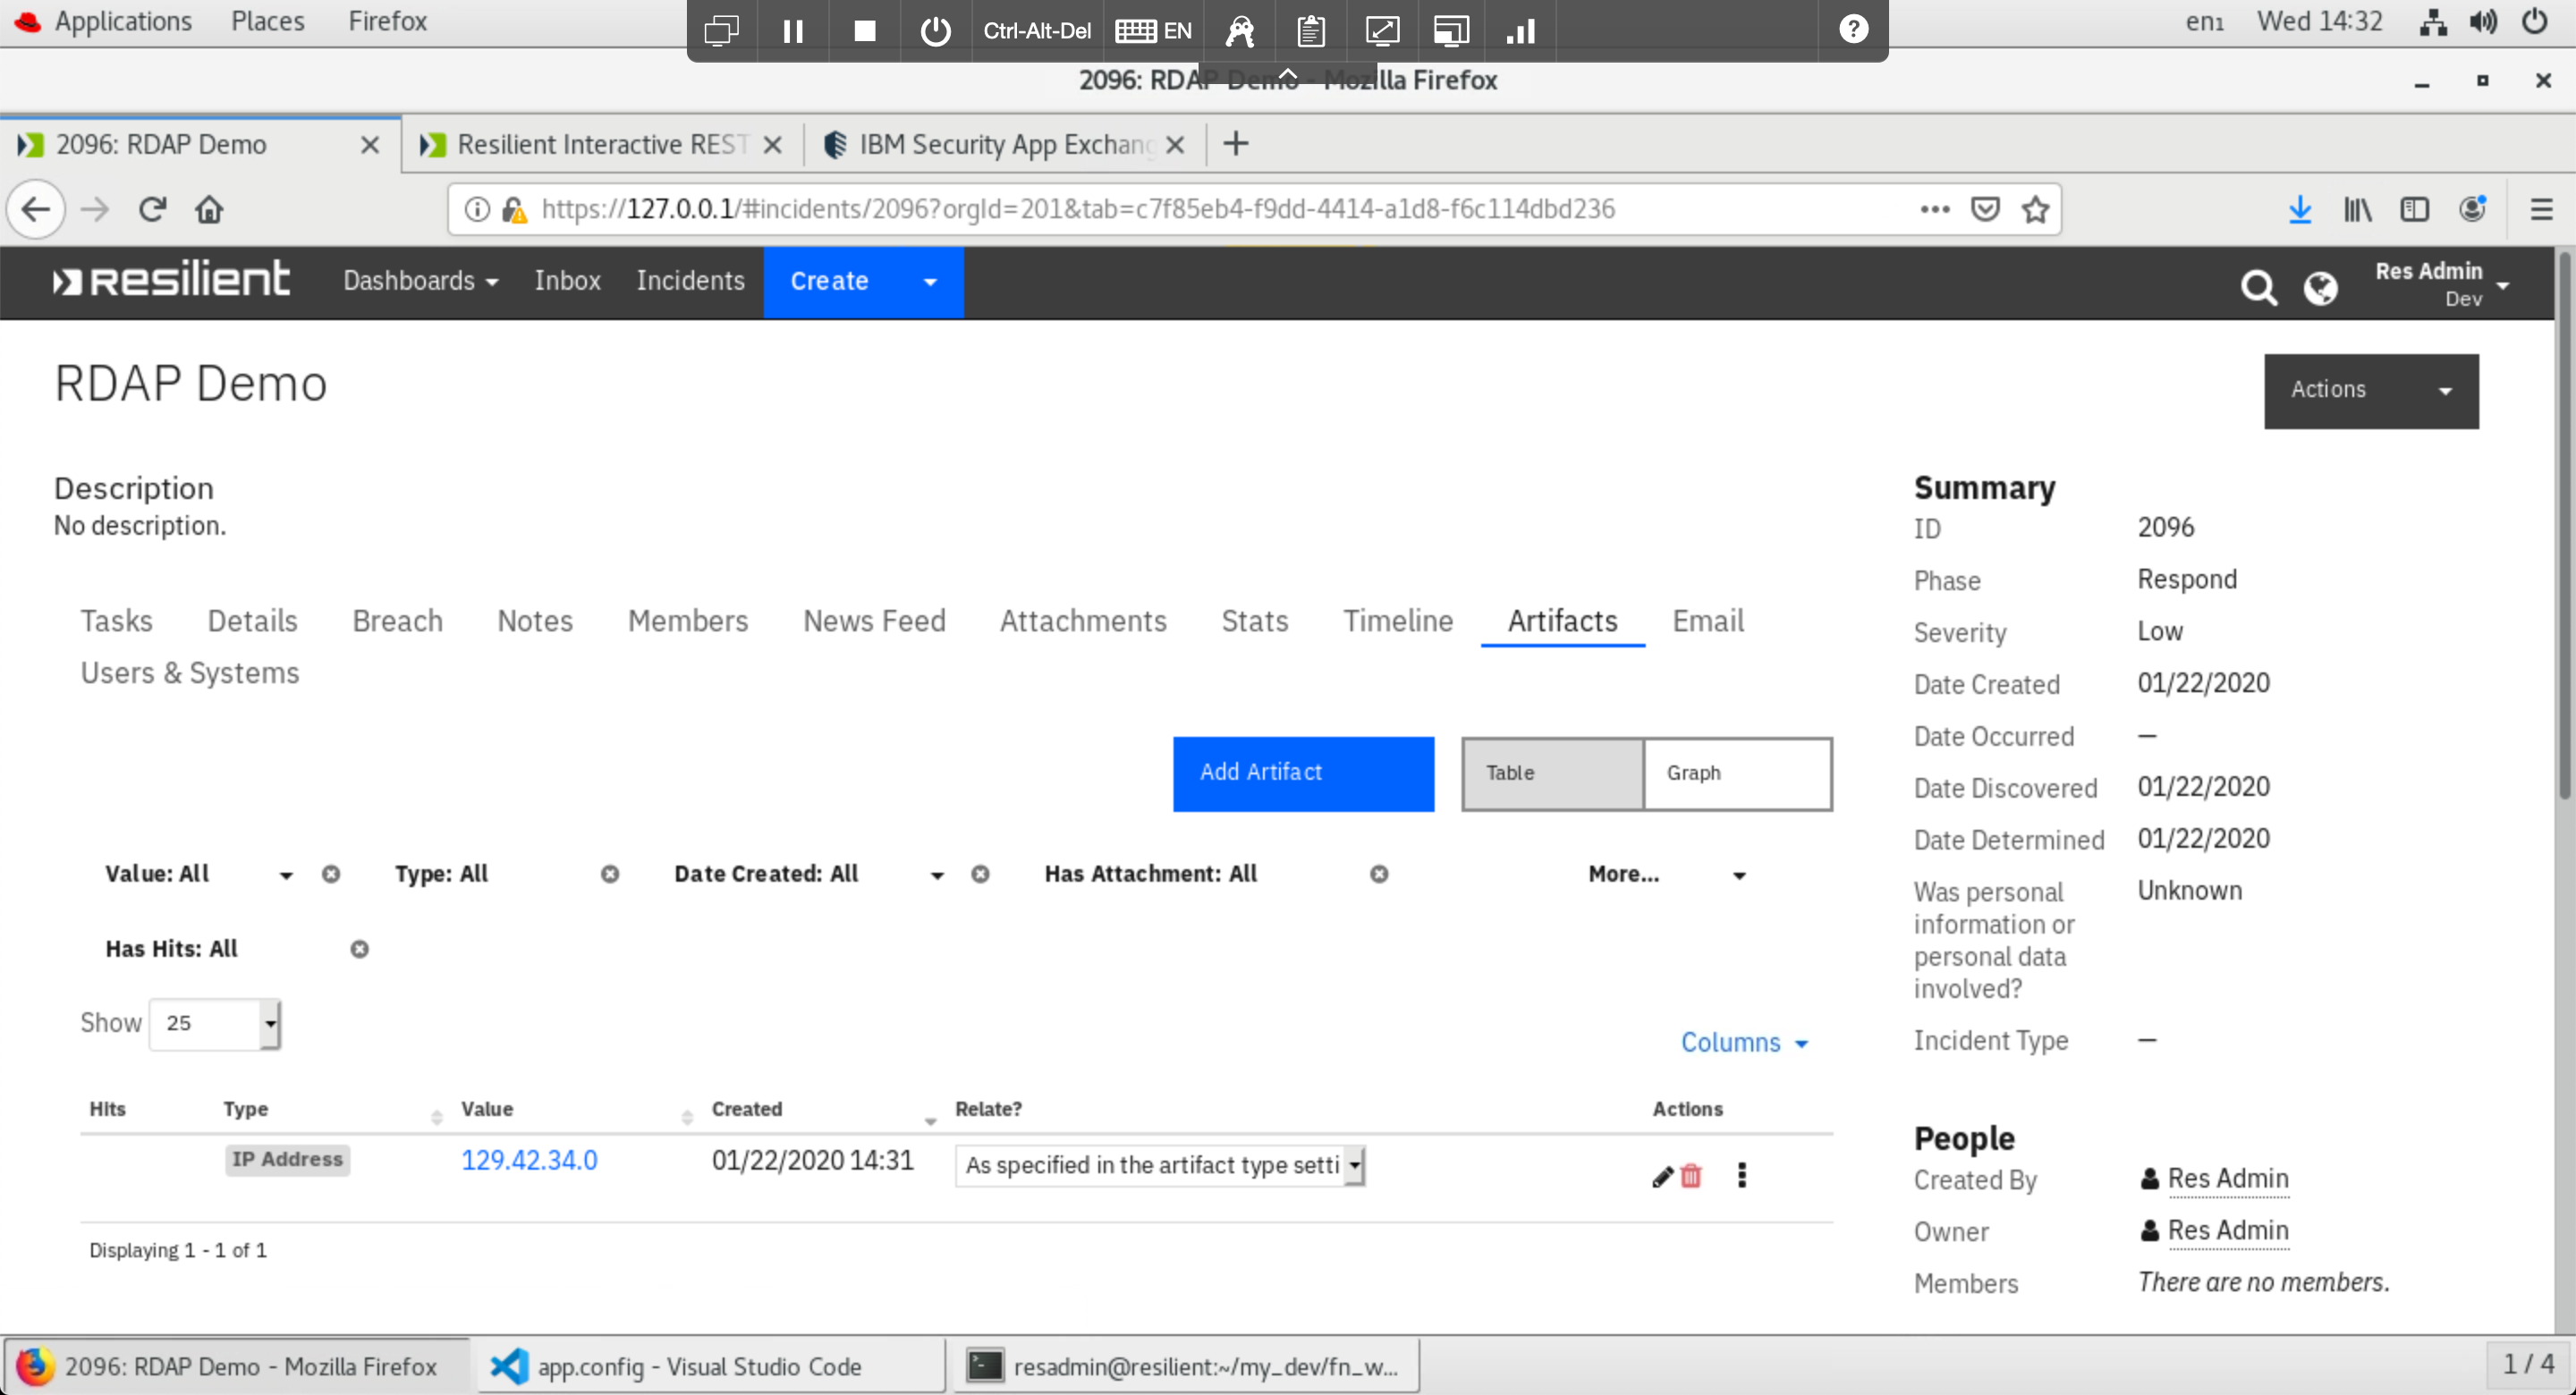 Applications Places Firefox
Ctrl-Alt-Del EN
en1 Wed 14:32
2096: RDAP Demo - Mozilla Firefox
2096: RDAP Demo
Resilient Interactive REST
IBM Security App Exchang
https://127.0.0.1/#incidents/2096?orgId=201&tab=c7f85eb4-f9dd-4414-a1d8-f6c114dbd236
resilient Dashboards Inbox Incidents Create
Res Admin
Dev
RDAP Demo
Actions
Description
No description.
Tasks Details Breach Notes Members News Feed Attachments Stats Timeline Artifacts Email
Users & Systems
Add Artifact Table Graph
Value: All Type: All Date Created: All Has Attachment: All More...
Has Hits: All
Show 25
Columns
Hits Type Value Created Relate? Actions
IP Address 129.42.34.0 01/22/2020 14:31 As specified in the artifact type setti
Displaying 1 - 1 of 1
Summary
ID 2096
Phase Respond
Severity Low
Date Created 01/22/2020
Date Occurred —
Date Discovered 01/22/2020
Date Determined 01/22/2020
Was personal Unknown
information or
personal data
involved?
Incident Type —
People
Created By Res Admin
Owner Res Admin
Members There are no members.
2096: RDAP Demo - Mozilla Firefox
app.config - Visual Studio Code
resadmin@resilient:~/my_dev/fn_w...
1 / 4